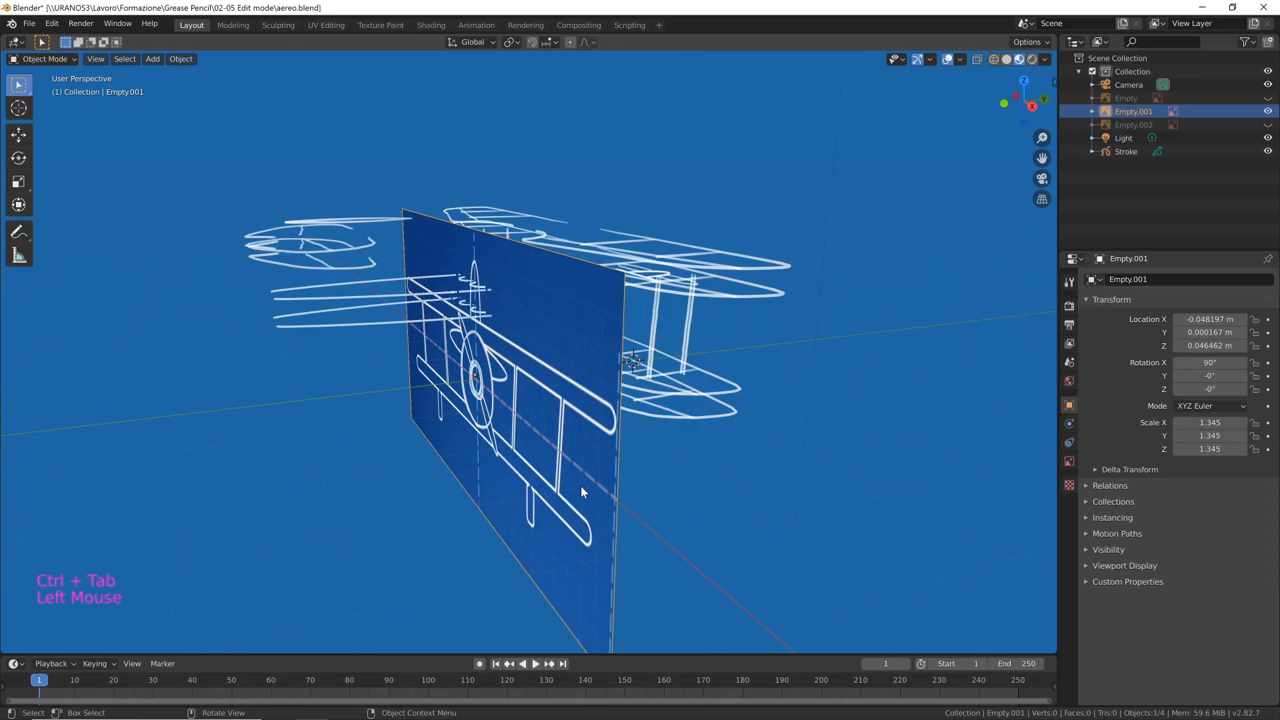 Blender* [\\URANOS3\Lavoro\Formazione\Grease Pencil\02-05 Edit mode\aereo.blend]
File Edit Render Window Help Layout Modeling Sculpting UV Editing Texture Paint Shading Animation Rendering Compositing Scripting + Scene View Layer
Global Options
Object Mode View Select Add Object
User Perspective
(1) Collection | Empty.001
Z
Y
X
Scene Collection
Collection
Camera
Empty
Empty.001
Empty.002
Light
Stroke
Empty.001
Empty.001
Transform
Location X -0.048197 m
Y 0.000167 m
Z 0.046462 m
Rotation X 90°
Y -0°
Z -0°
Mode XYZ Euler
Scale X 1.345
Y 1.345
Z 1.345
Delta Transform
Relations
Collections
Instancing
Motion Paths
Visibility
Viewport Display
Custom Properties
Ctrl + Tab
Left Mouse
Playback Keying View Marker 1 Start 1 End 250
1 10 20 30 40 50 60 70 80 90 100 110 120 130 140 150 160 170 180 190 200 210 220 230 240 250
Select Box Select Rotate View Object Context Menu Collection | Empty.001 | Verts:0 | Faces:0 | Tris:0 | Objects:1/4 | Mem: 59.6 MiB | v2.82.7